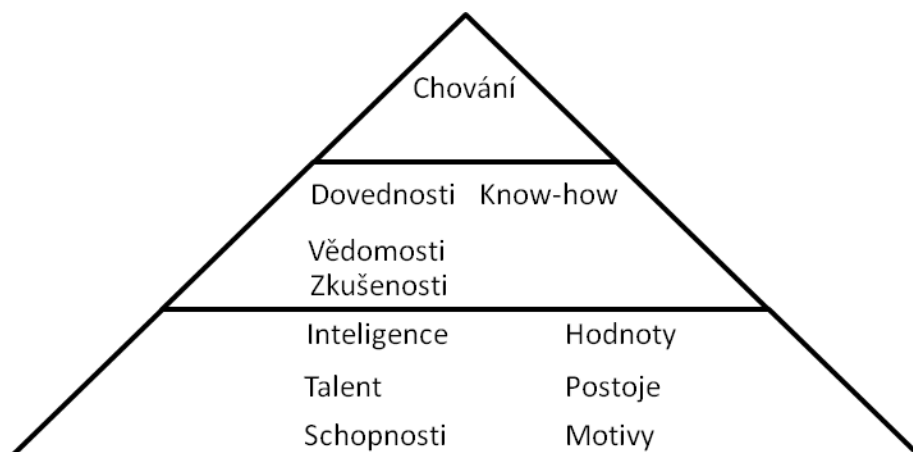 Chování
Dovednosti Know-how
Vědomosti
Zkušenosti
Inteligence Hodnoty
Talent Postoje
Schopnosti Motivy